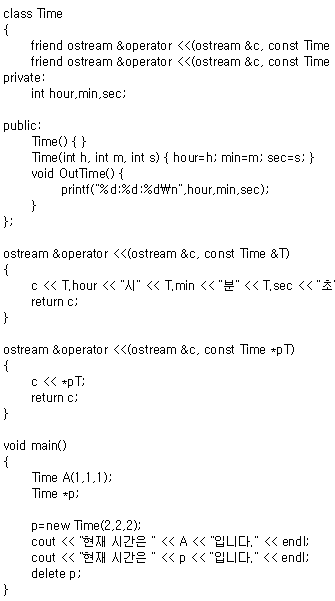 class Time
{
friend ostream &operator <<(ostream &c, const Time
friend ostream &operator <<(ostream &c, const Time
private:
int hour,min,sec;
public:
Time() { }
Time(int h, int m, int s) { hour=h; min=m; sec=s; }
void OutTime() {
printf("%d:%d:%d₩n",hour,min,sec);
}
};
ostream &operator <<(ostream &c, const Time &T)
{
c << T.hour << "시" << T.min << "분" << T.sec << "초"
return c;
}
ostream &operator <<(ostream &c, const Time *pT)
{
c << *pT;
return c;
}
void main()
{
Time A(1,1,1);
Time *p;
p=new Time(2,2,2);
cout << "현재 시간은 " << A << "입니다." << endl;
cout << "현재 시간은 " << p << "입니다." << endl;
delete p;
}